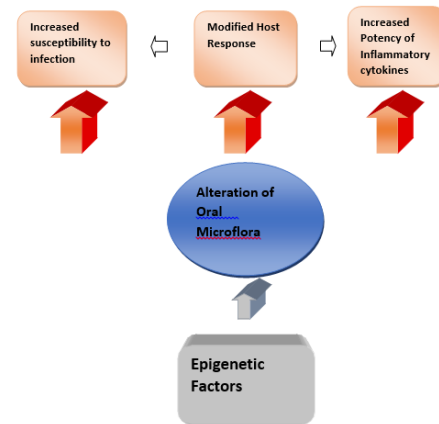 Increased
susceptibility to
infection
Modified Host
Response
Increased
Potency of
Inflammatory
cytokines
Alteration of
Oral
Microflora
Epigenetic
Factors